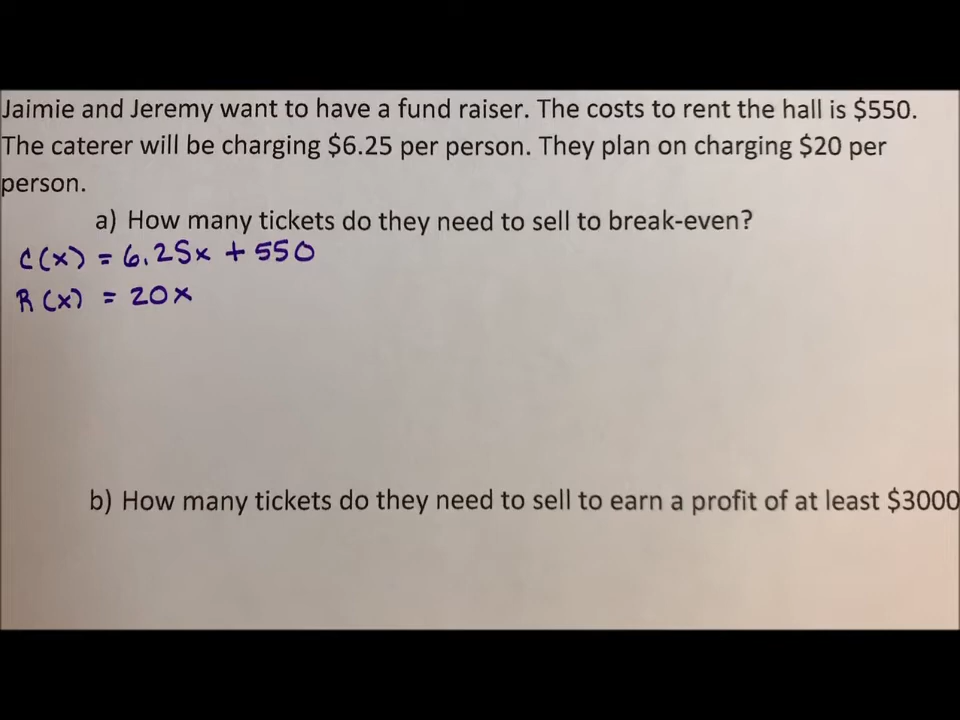 Jaimie and Jeremy want to have a fund raiser. The costs to rent the hall is $550.
The caterer will be charging $6.25 per person. They plan on charging $20 per
person.
a) How many tickets do they need to sell to break-even?
C(x) = 6.25x + 550
R(x) = 20x
b) How many tickets do they need to sell to earn a profit of at least $3000